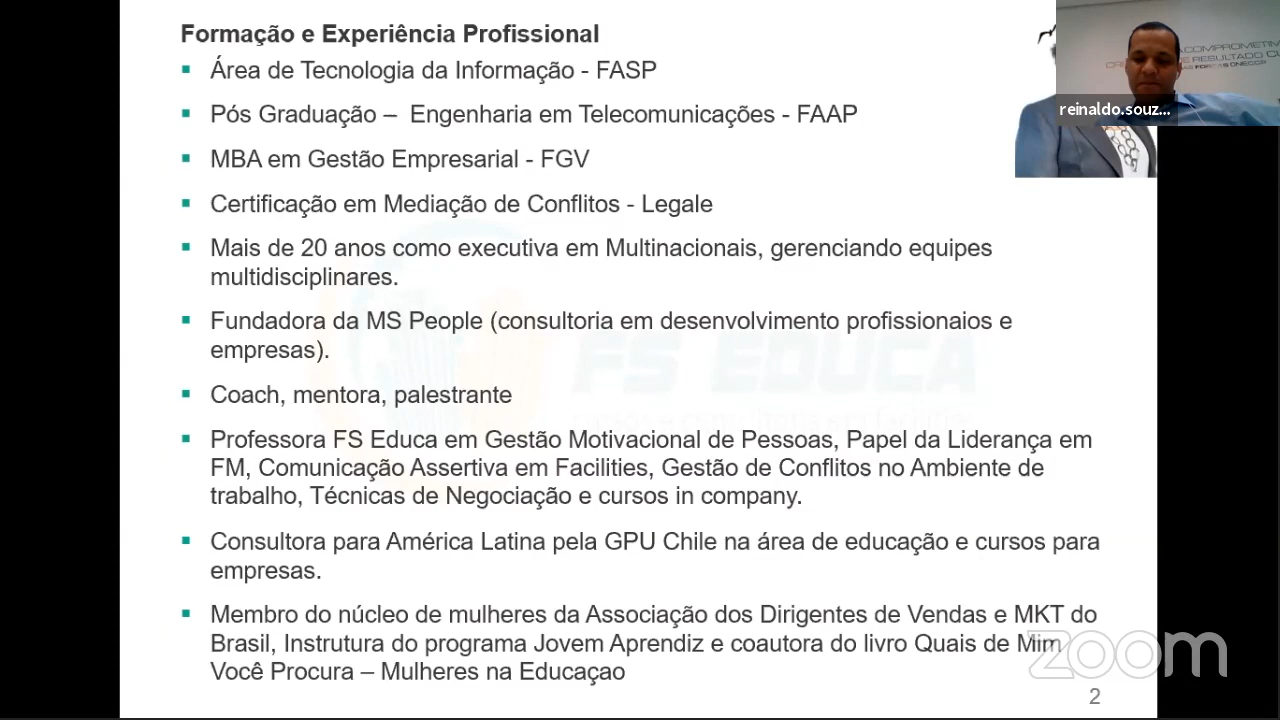 Formação e Experiência Profissional
▪ Área de Tecnologia da Informação - FASP
▪ Pós Graduação – Engenharia em Telecomunicações - FAAP
▪ MBA em Gestão Empresarial - FGV
▪ Certificação em Mediação de Conflitos - Legale
▪ Mais de 20 anos como executiva em Multinacionais, gerenciando equipes
multidisciplinares.
▪ Fundadora da MS People (consultoria em desenvolvimento profissionaios e
empresas).
▪ Coach, mentora, palestrante
▪ Professora FS Educa em Gestão Motivacional de Pessoas, Papel da Liderança em
FM, Comunicação Assertiva em Facilities, Gestão de Conflitos no Ambiente de
trabalho, Técnicas de Negociação e cursos in company.
▪ Consultora para América Latina pela GPU Chile na área de educação e cursos para
empresas.
▪ Membro do núcleo de mulheres da Associação dos Dirigentes de Vendas e MKT do
Brasil, Instrutura do programa Jovem Aprendiz e coautora do livro Quais de Mim
Você Procura – Mulheres na Educaçao
2
FS EDUCA
reinaldo.souz...
DE RESULTADO
zoom